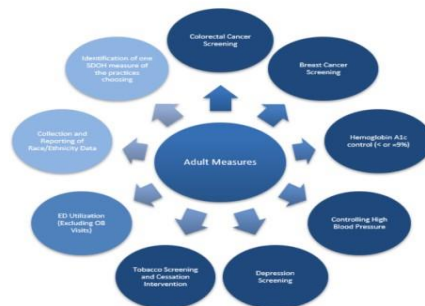 Colorectal Cancer
Screening
Breast Cancer
Screening
Hemoglobin A1c
control (< or =9%)
Controlling High
Blood Pressure
Depression
Screening
Tobacco Screening
and Cessation
Intervention
ED Utilization
(Excluding OB
Visits)
Collection and
Reporting of
Race/Ethnicity Data
Identification of one
SDOH measure of
the practices
choosing
Adult Measures